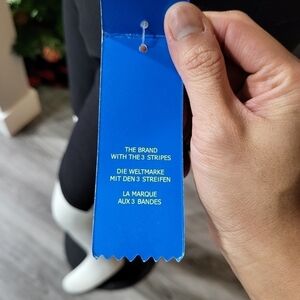 THE BRAND
WITH THE 3 STRIPES
DIE WELTMARKE
MIT DEN 3 STREIFEN
LA MARQUE
AUX 3 BANDES